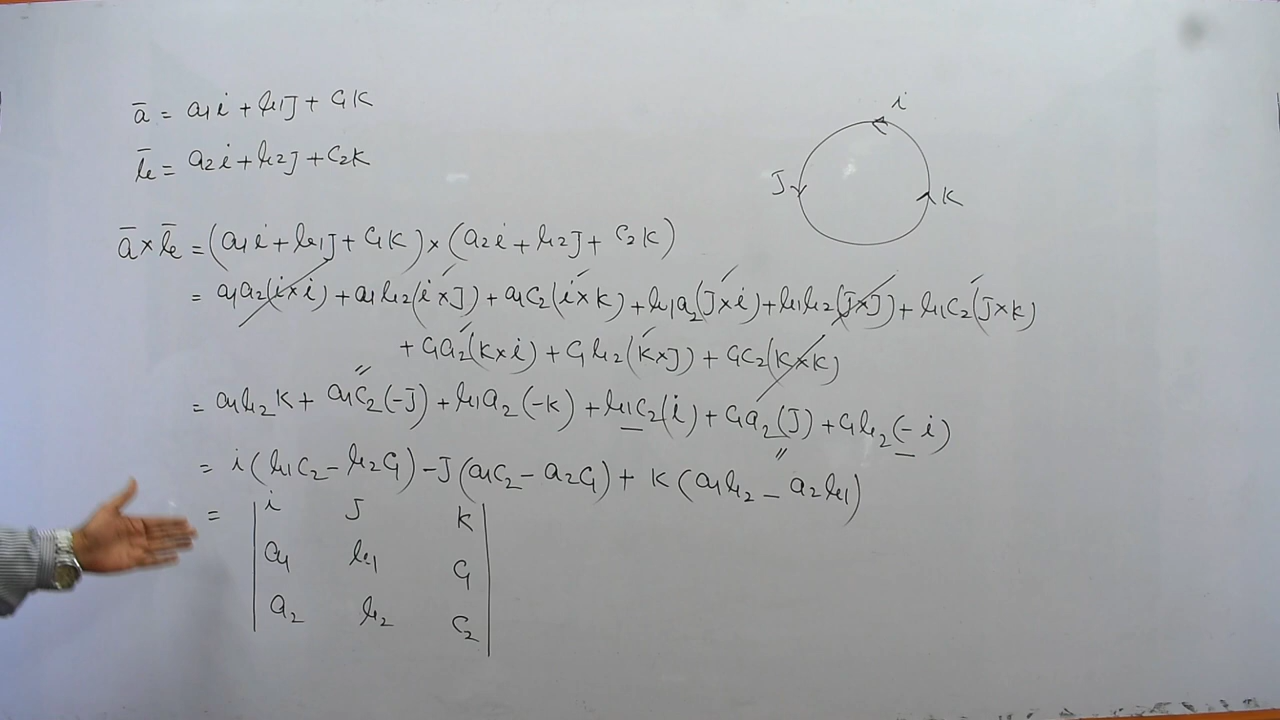 ā = a₁i + b₁J + c₁K
b̄ = a₂i + b₂J + c₂K
ā × b̄ = (a₁i + b₁J + c₁K) × (a₂i + b₂J + c₂K)
= a₁a₂(i×i) + a₁b₂(i×J) + a₁c₂(i×K) + b₁a₂(J×i) + b₁b₂(J×J) + b₁c₂(J×K)
+ c₁a₂(K×i) + c₁b₂(K×J) + c₁c₂(K×K)
= a₁b₂K + a₁c₂(-J) + b₁a₂(-K) + b₁c₂(i) + c₁a₂(J) + c₁b₂(-i)
= i(b₁c₂ - b₂c₁) - J(a₁c₂ - a₂c₁) + K(a₁b₂ - a₂b₁)
= | i J K |
| a₁ b₁ c₁ |
| a₂ b₂ c₂ |
i
J
K